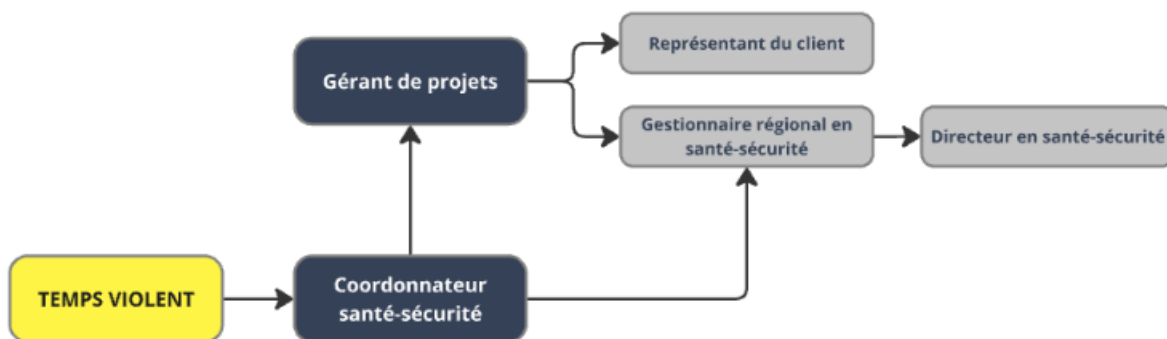 Représentant du client
Gérant de projets
Gestionnaire régional en
santé-sécurité
Directeur en santé-sécurité
TEMPS VIOLENT
Coordonnateur
santé-sécurité